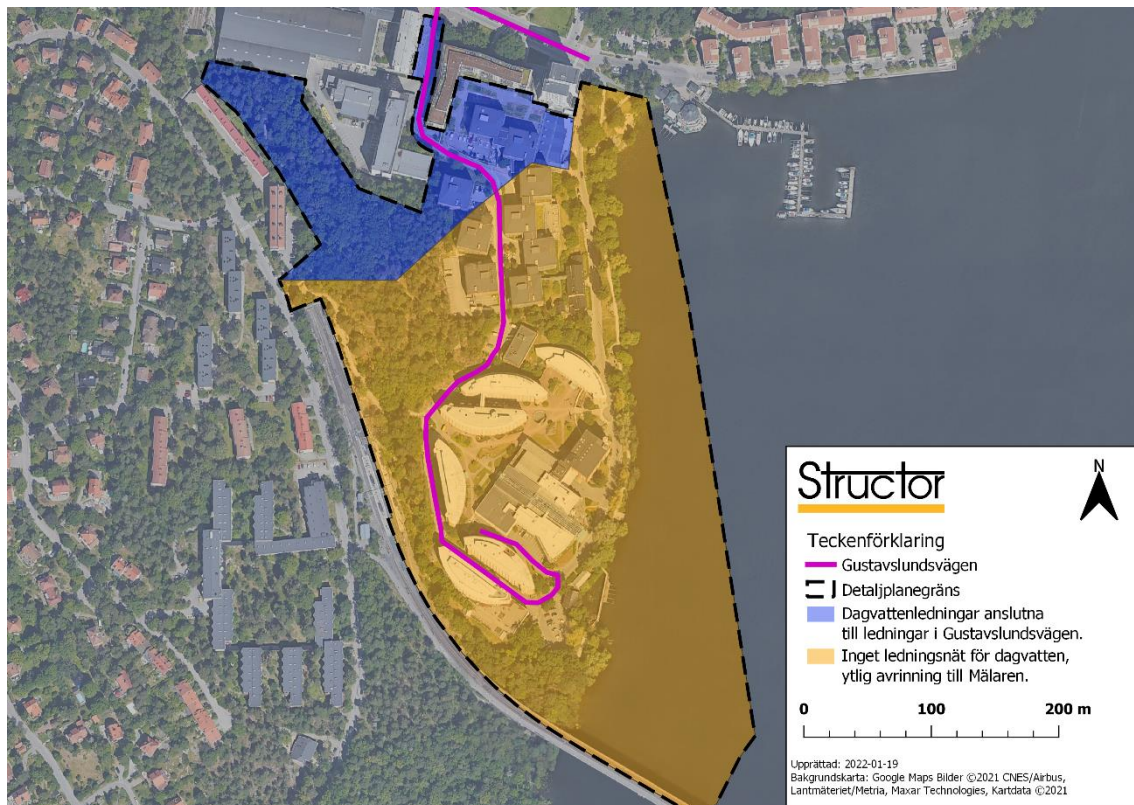 Structor
N
Teckenförklaring
Gustavslundsvägen
Detaljplanegräns
Dagvattenledningar anslutna
till ledningar i Gustavslundsvägen.
Inget ledningsnät för dagvatten,
ytlig avrinning till Mälaren.
0 100 200 m
Upprättad: 2022-01-19
Bakgrundskarta: Google Maps Bilder ©2021 CNES/Airbus,
Lantmäteriet/Metria, Maxar Technologies, Kartdata ©2021